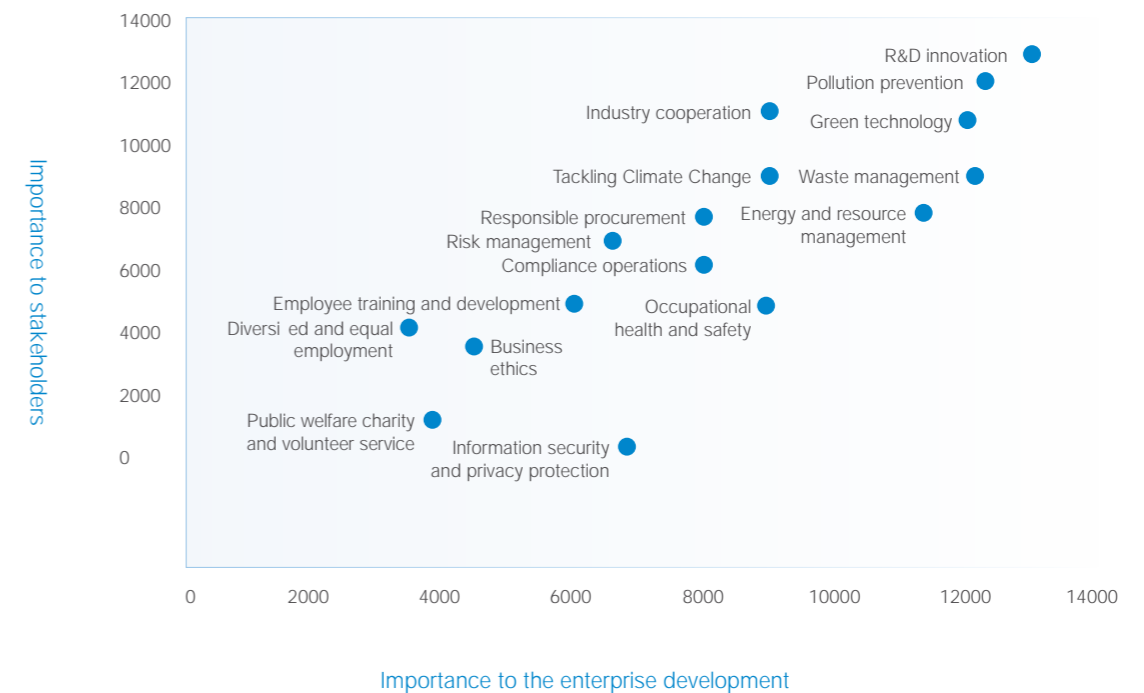 14000
12000
10000
8000
6000
4000
2000
0
Importance to stakeholders
R&D innovation
Pollution prevention
Industry cooperation
Green technology
Tackling Climate Change
Waste management
Responsible procurement
Energy and resource
management
Risk management
Compliance operations
Employee training and development
Occupational
health and safety
Diversi ed and equal
employment
Business
ethics
Public welfare charity
and volunteer service
Information security
and privacy protection
0
2000
4000
6000
8000
10000
12000
14000
Importance to the enterprise development